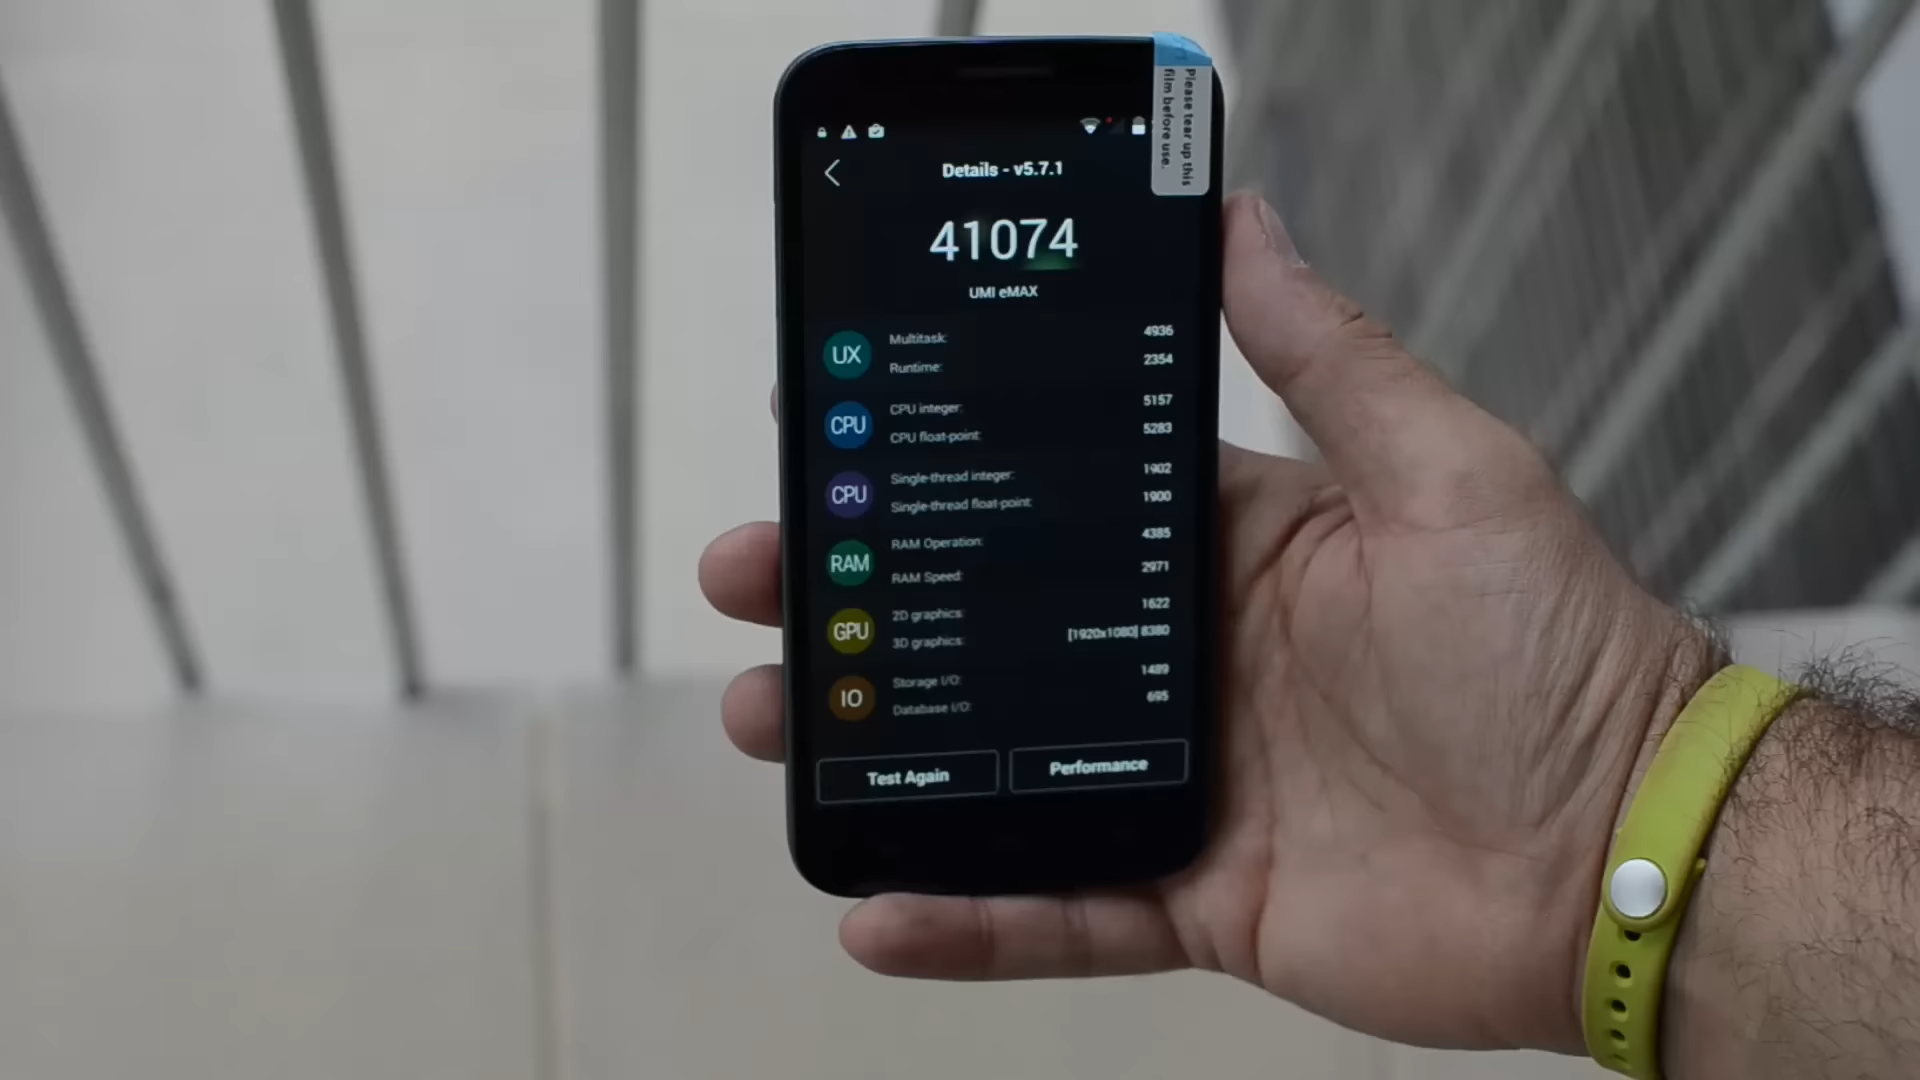 Please tear up this
film before use.
Details - v5.7.1
41074
UMI eMAX
UX
Multitask: 4936
Runtime: 2354
CPU
CPU integer: 5157
CPU float-point: 5283
CPU
Single-thread integer: 1902
Single-thread float-point: 1900
RAM
RAM Operation: 4385
RAM Speed: 2971
GPU
2D graphics: 1622
3D graphics: [1920x1080] 8380
IO
Storage I/O: 1489
Database I/O: 695
Test Again
Performance